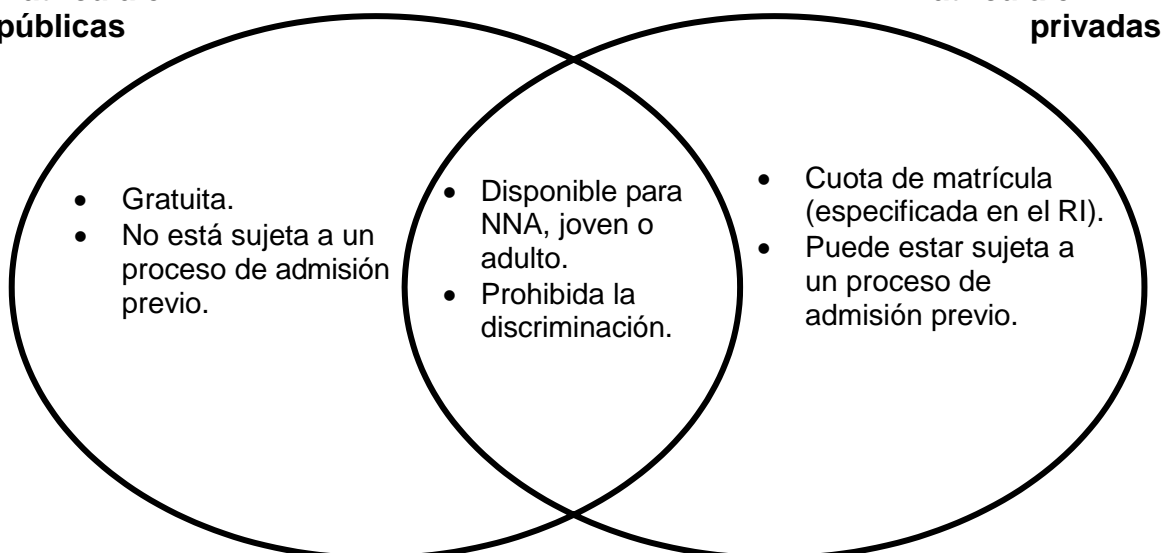 públicas
privadas
• Gratuita.
• No está sujeta a un
proceso de admisión
previo.
• Disponible para
NNA, joven o
adulto.
• Prohibida la
discriminación.
• Cuota de matrícula
(especificada en el RI).
• Puede estar sujeta a
un proceso de
admisión previo.